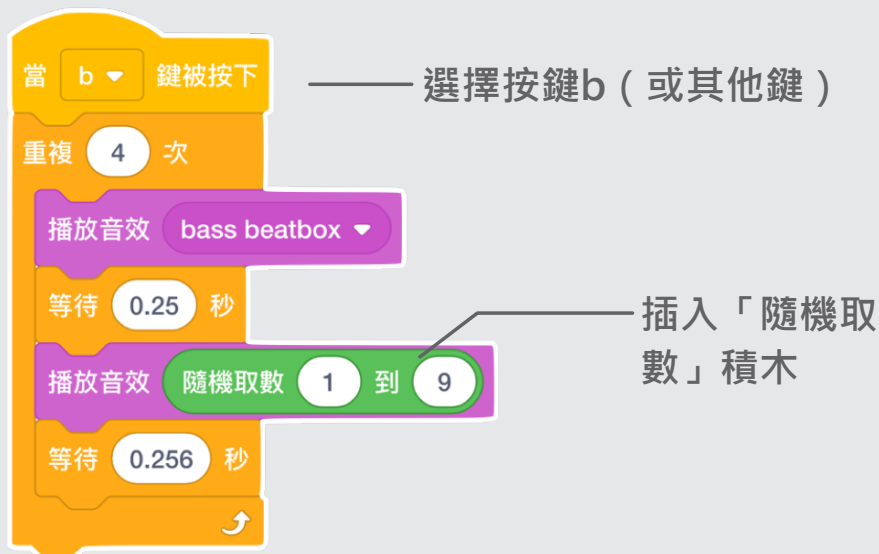 當 b 鍵被按下
選擇按鍵b（或其他鍵）
重複 4 次
播放音效 bass beatbox
等待 0.25 秒
插入「隨機取
數」積木
播放音效 隨機取數 1 到 9
等待 0.256 秒